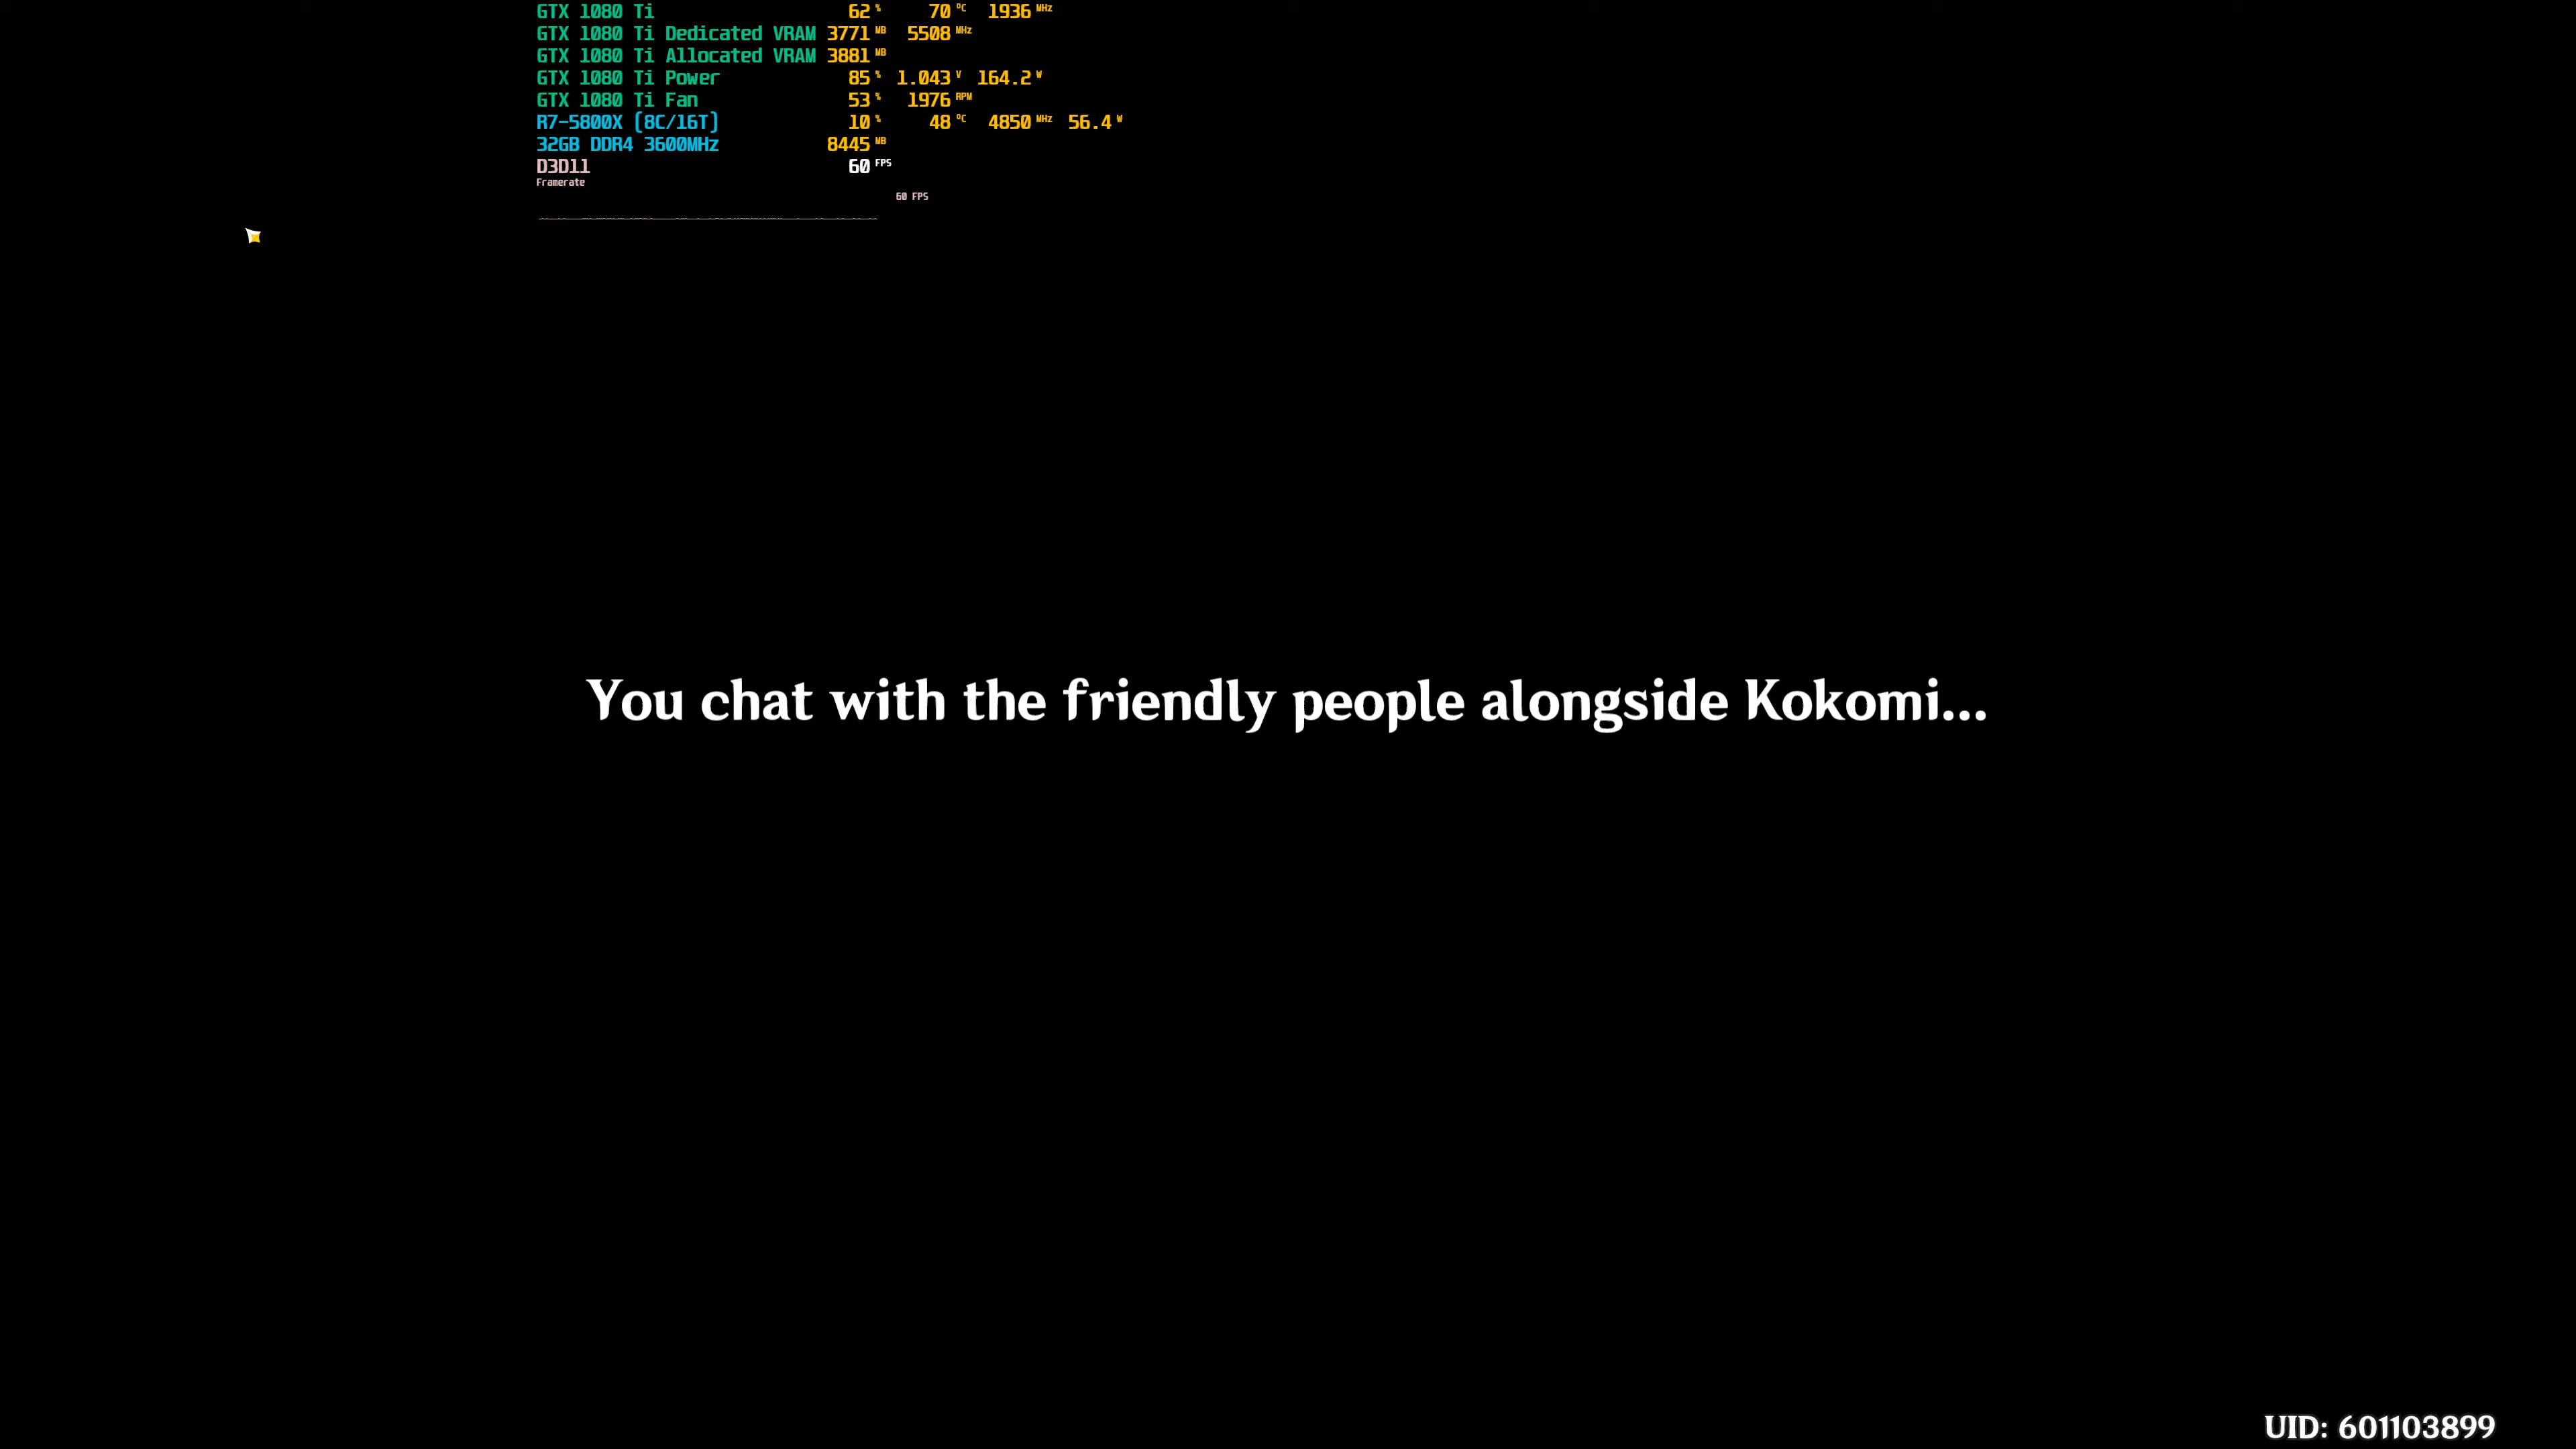 GTX 1080 Ti 62 % 70 °C 1936 MHz
GTX 1080 Ti Dedicated VRAM 3771 MB 5508 MHz
GTX 1080 Ti Allocated VRAM 3881 MB
GTX 1080 Ti Power 85 % 1.043 V 164.2 W
GTX 1080 Ti Fan 53 % 1976 RPM
R7-5800X (8C/16T) 10 % 48 °C 4850 MHz 56.4 W
32GB DDR4 3600MHz 8445 MB
D3D11 60 FPS
Framerate
60 FPS
You chat with the friendly people alongside Kokomi...
UID: 601103899